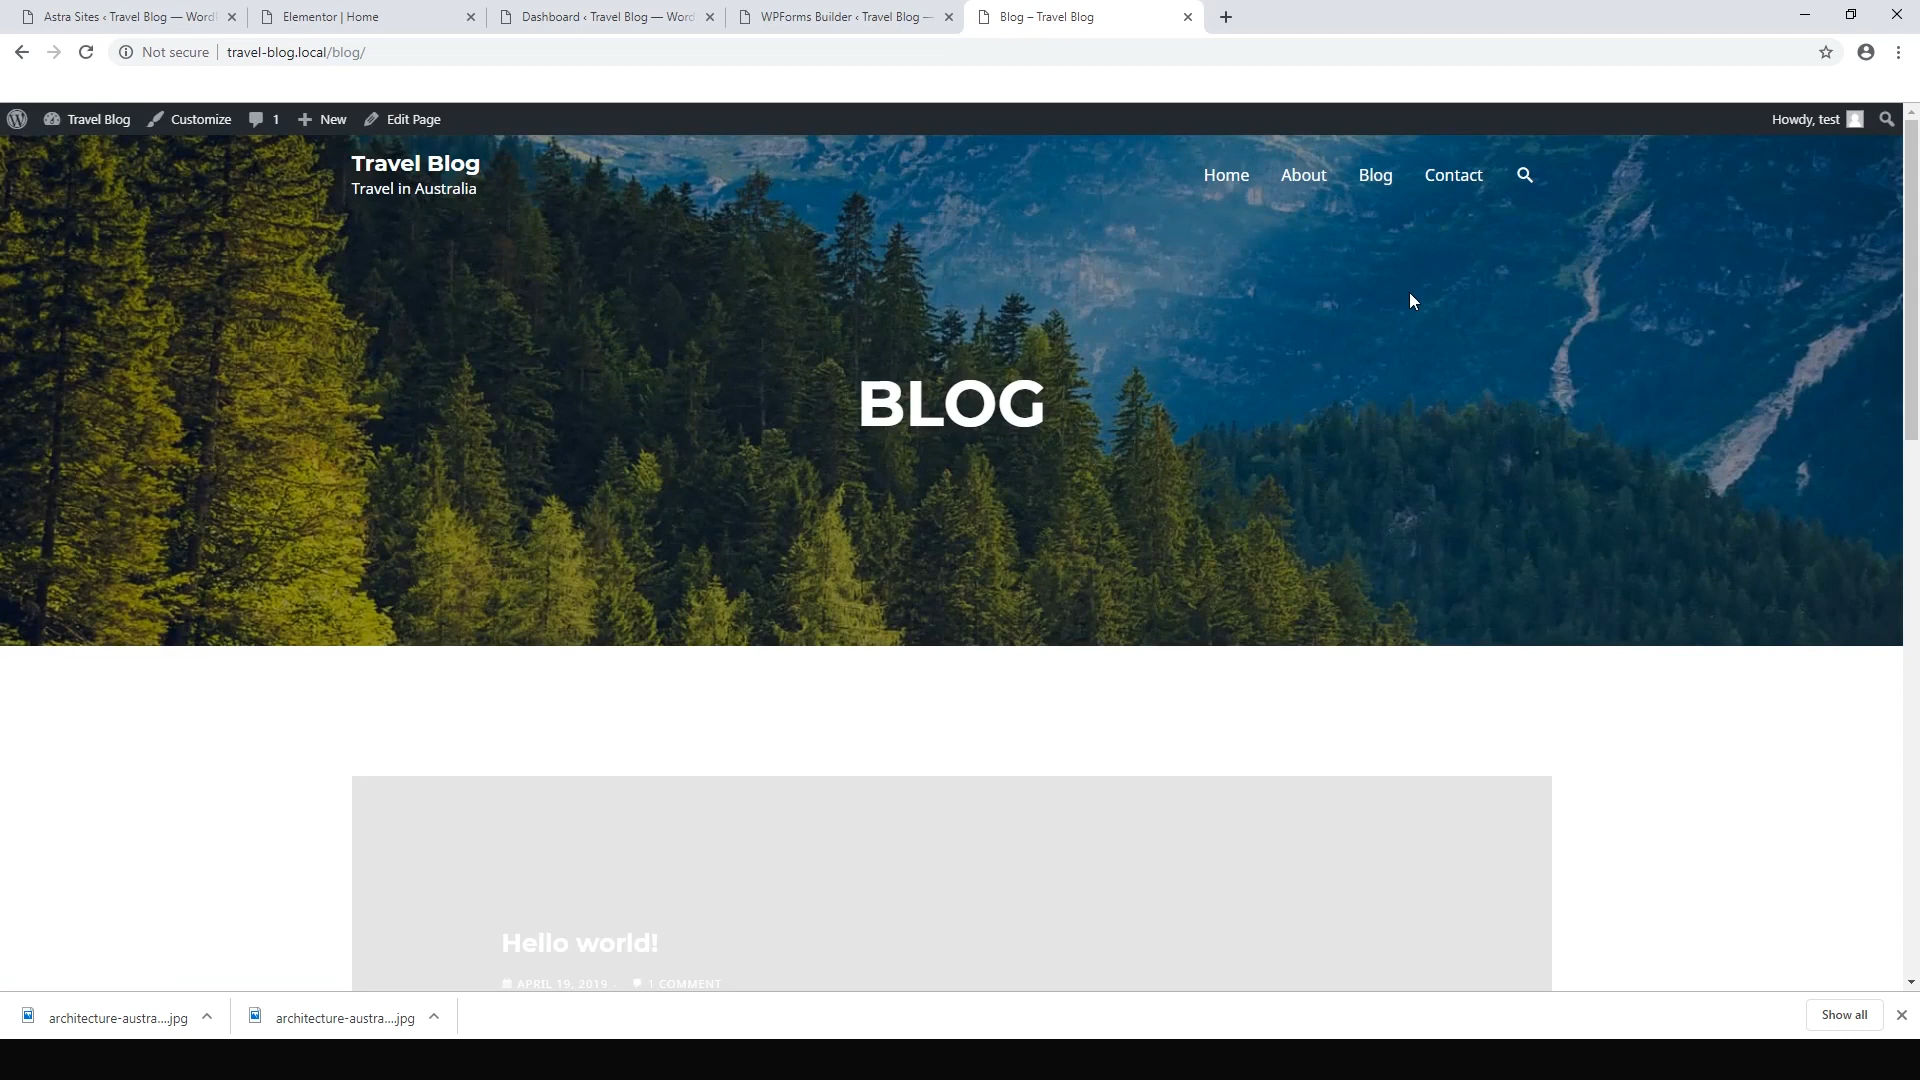 Astra Sites ‹ Travel Blog — Word
Elementor | Home
Dashboard ‹ Travel Blog — Word
WPForms Builder ‹ Travel Blog —
Blog – Travel Blog
Not secure
travel-blog.local/blog/
Travel Blog
Customize
1
New
Edit Page
Howdy, test
Travel Blog
Travel in Australia
Home
About
Blog
Contact
BLOG
Hello world!
APRIL 19, 2019 -
1 COMMENT
architecture-austra....jpg
architecture-austra....jpg
Show all